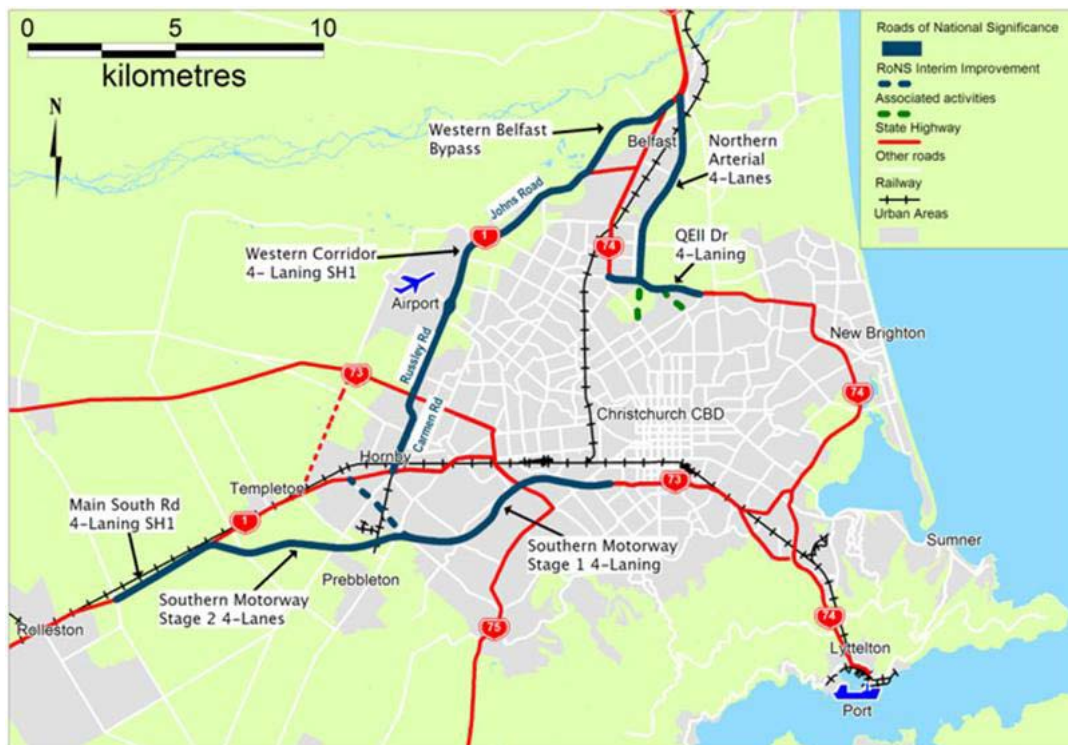 0 5 10
kilometres
N
Roads of National Significance
RoNS Interim Improvement
Associated activities
State Highway
Other roads
Railway
Urban Areas
Western Belfast
Bypass
Belfast
Northern
Arterial
4-Lanes
Johns Road
1
Western Corridor
4- Laning SH1
74
QEII Dr
4-Laning
Airport
New Brighton
Russley Rd
73
74
Carmen Rd
Christchurch CBD
Hornby
Templeton
73
Main South Rd
4-Laning SH1
1
Southern Motorway
Stage 1 4-Laning
Sumner
Prebbleton
Southern Motorway
Stage 2 4-Lanes
Rolleston
75
74
Lyttelton
Port